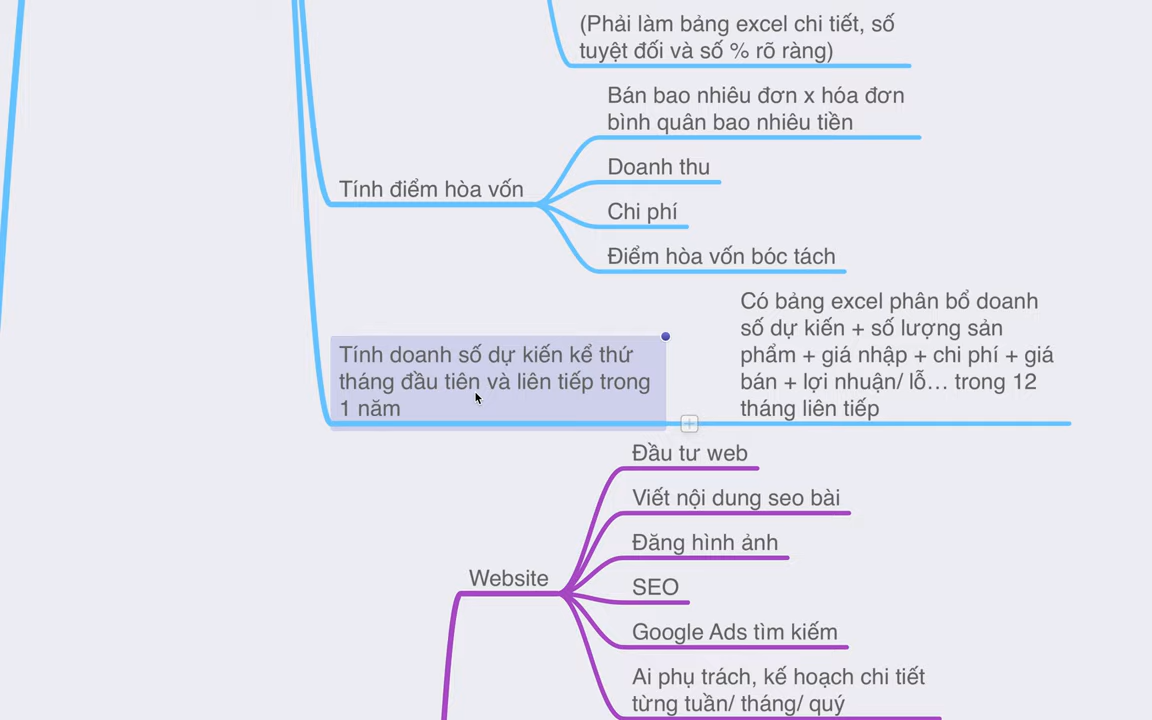 (Phải làm bảng excel chi tiết, số
tuyệt đối và số % rõ ràng)
Bán bao nhiêu đơn x hóa đơn
bình quân bao nhiêu tiền
Tính điểm hòa vốn
Doanh thu
Chi phí
Điểm hòa vốn bóc tách
Tính doanh số dự kiến kể thứ
tháng đầu tiên và liên tiếp trong
1 năm
Có bảng excel phân bổ doanh
số dự kiến + số lượng sản
phẩm + giá nhập + chi phí + giá
bán + lợi nhuận/ lỗ... trong 12
tháng liên tiếp
Website
Đầu tư web
Viết nội dung seo bài
Đăng hình ảnh
SEO
Google Ads tìm kiếm
Ai phụ trách, kế hoạch chi tiết
từng tuần/ tháng/ quý